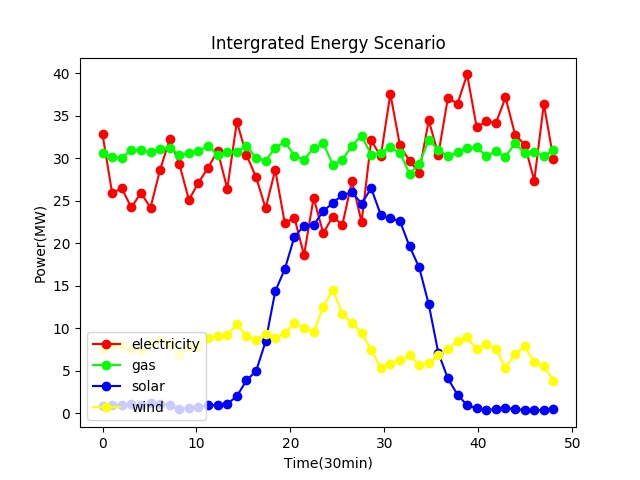 Intergrated Energy Scenario
40
35
30
25
20
15
10
5
0
Power(MW)
electricity
gas
solar
wind
0 10 20 30 40 50
Time(30min)